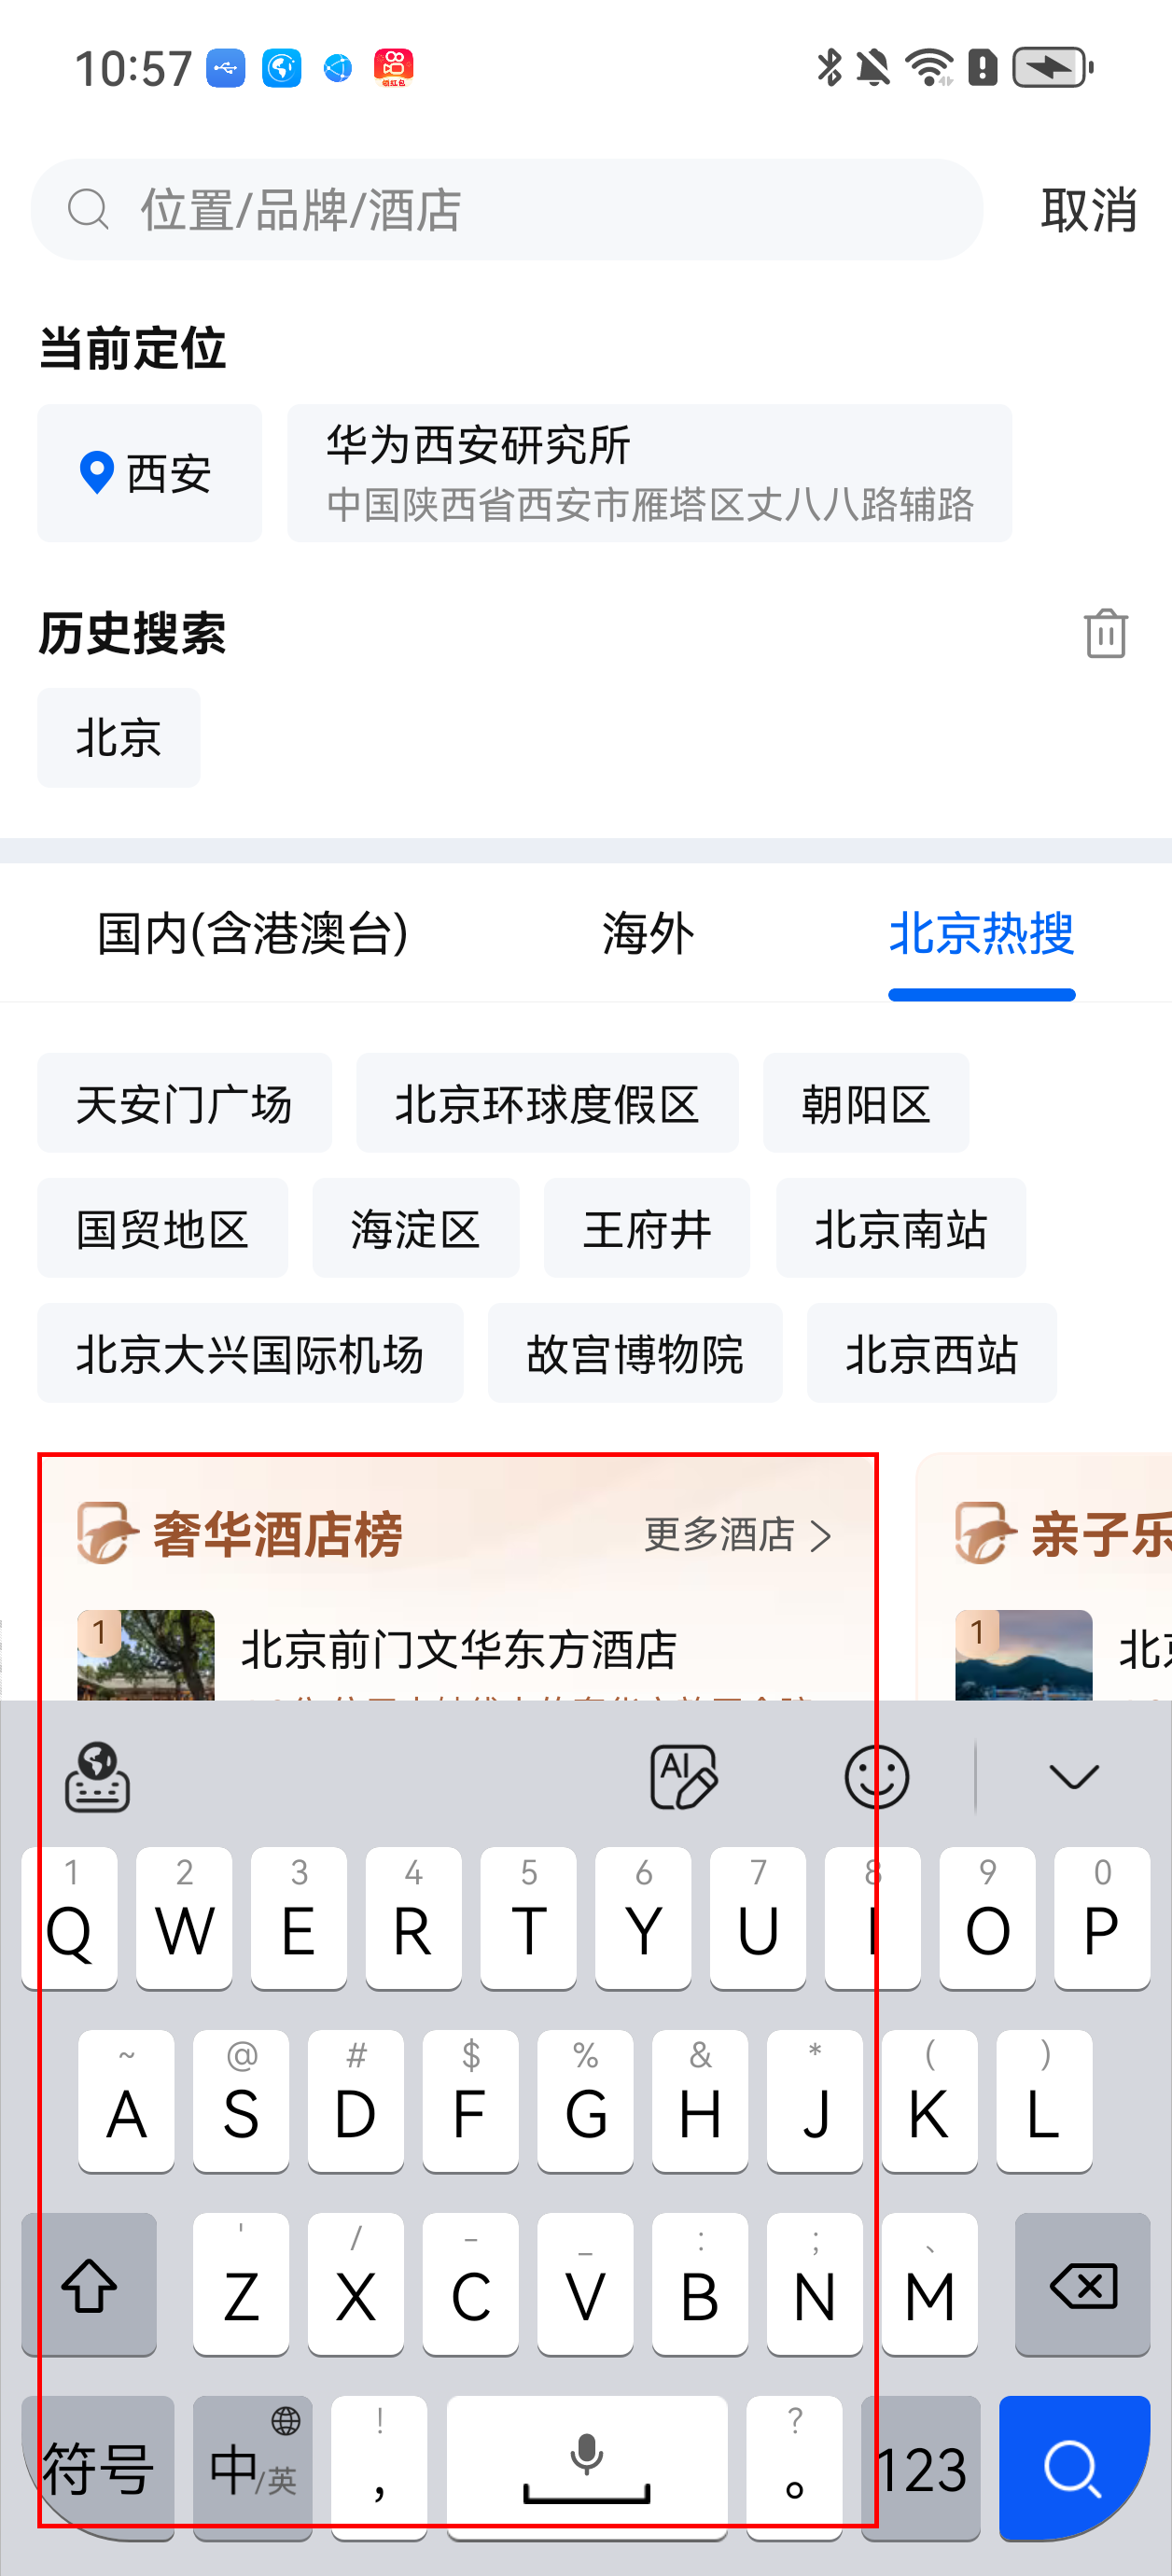 10:57
领红包
位置/品牌/酒店
取消
当前定位
西安
华为西安研究所
中国陕西省西安市雁塔区丈八八路辅路
历史搜索
北京
国内(含港澳台) 海外 北京热搜
天安门广场 北京环球度假区 朝阳区
国贸地区 海淀区 王府井 北京南站
北京大兴国际机场 故宫博物院 北京西站
奢华酒店榜 更多酒店 > 亲子乐
1 北京前门文华东方酒店 1 北
AI
1 2 3 4 5 6 7 8 9 0
Q W E R T Y U I O P
~ @ # $ % & * ( )
A S D F G H J K L
' / - _ : ; 、
Z X C V B N M
! ?
符号 中/英 , 。 123